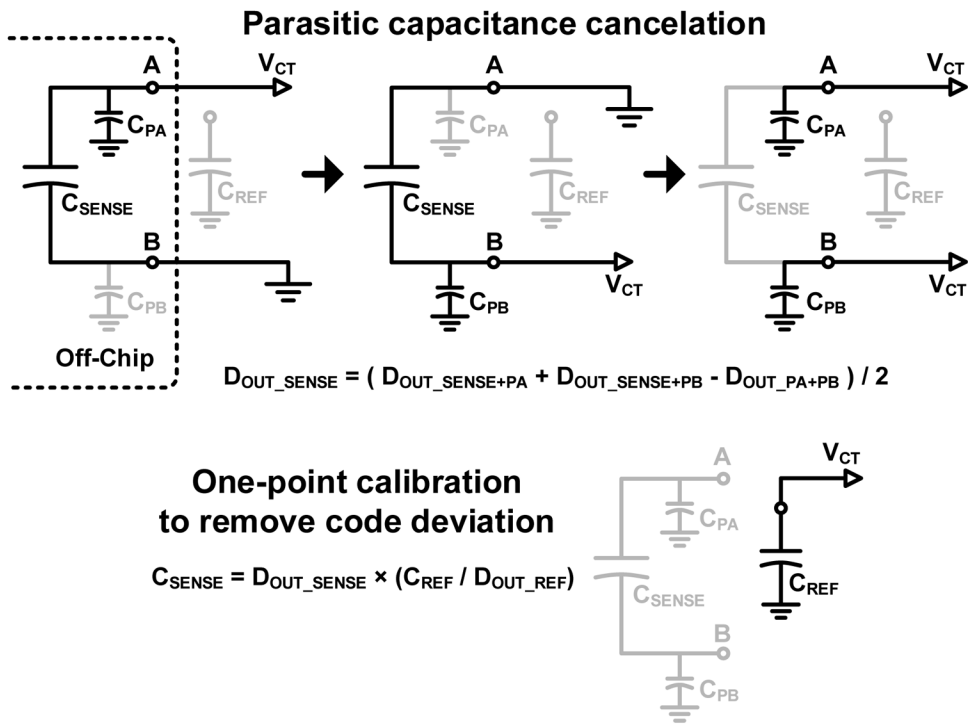 Parasitic capacitance cancelation
A
V_CT
C_PA
C_REF
C_SENSE
B
C_PB
Off-Chip
A
C_PA
C_REF
C_SENSE
B
V_CT
C_PB
A
V_CT
C_PA
C_REF
C_SENSE
B
V_CT
C_PB
D_OUT_SENSE = ( D_OUT_SENSE+PA + D_OUT_SENSE+PB - D_OUT_PA+PB ) / 2
One-point calibration
to remove code deviation
C_SENSE = D_OUT_SENSE × (C_REF / D_OUT_REF)
A
V_CT
C_PA
C_REF
C_SENSE
B
C_PB